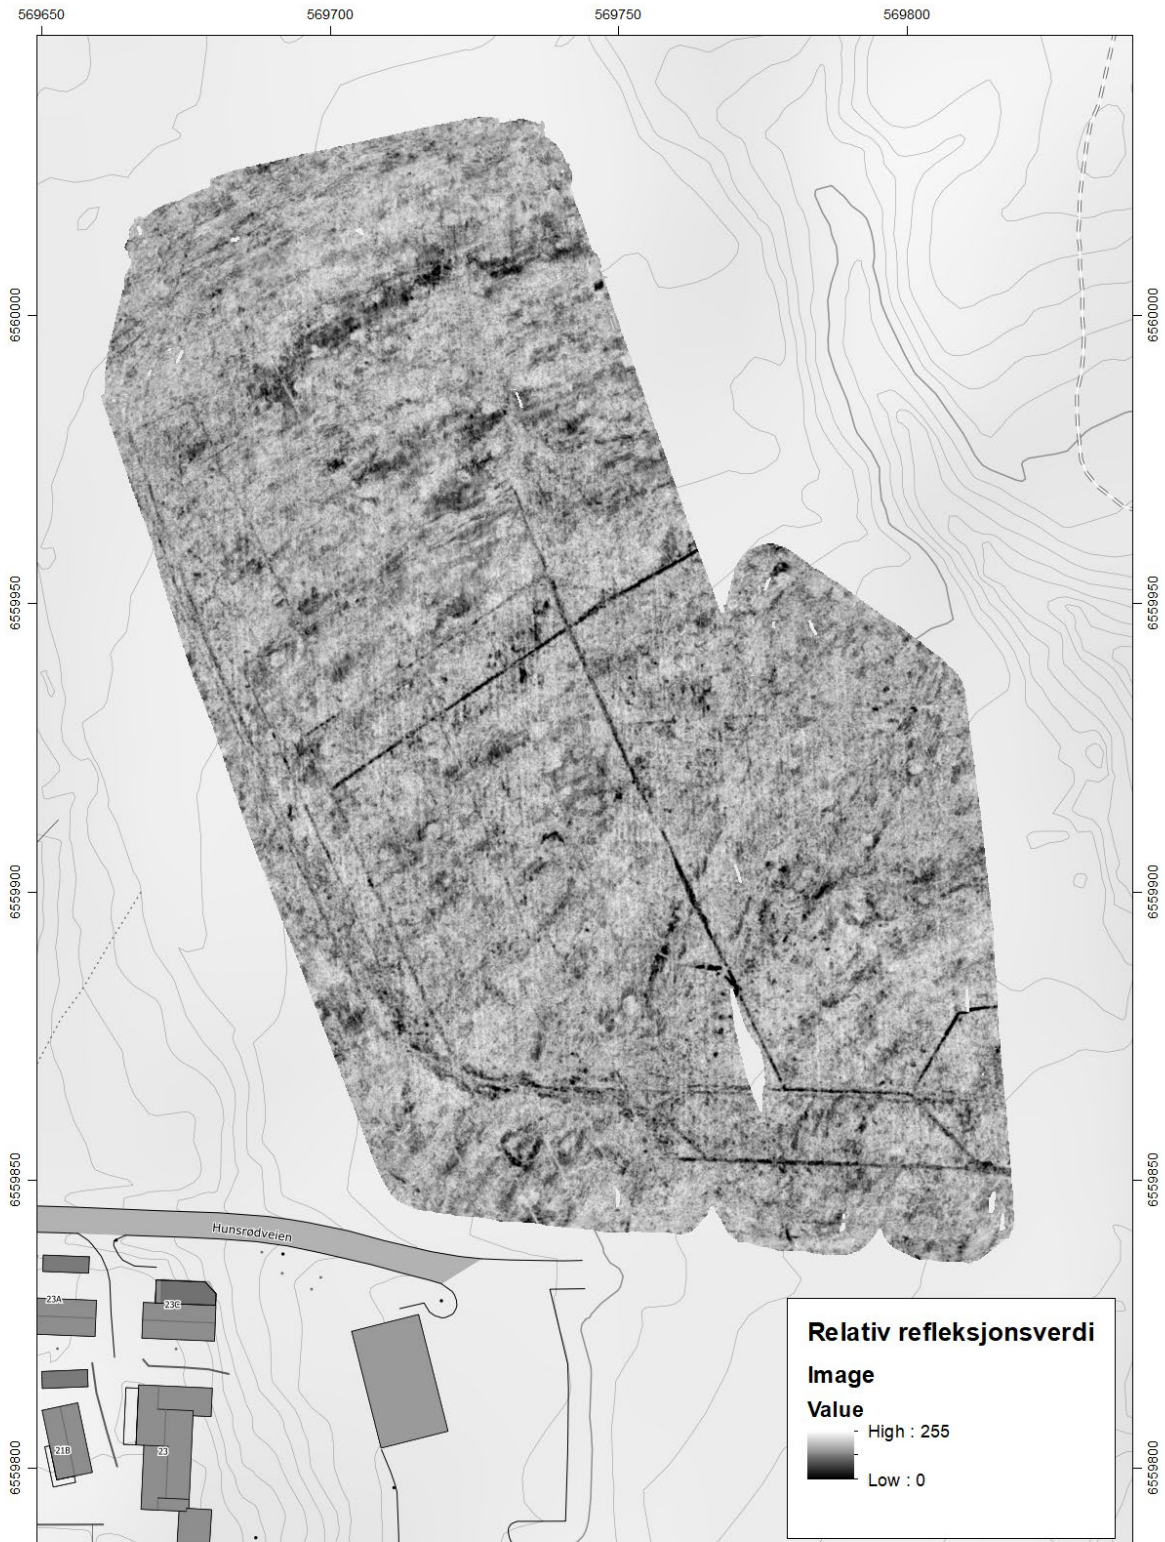 569650 569700 569750 569800
6560000 6560000
6559950 6559950
6559900 6559900
6559850 6559850
Hunsrødveien
23A
23C
Relativ refleksjonsverdi
Image
Value
High : 255
21B
23
6559800 6559800
Low : 0